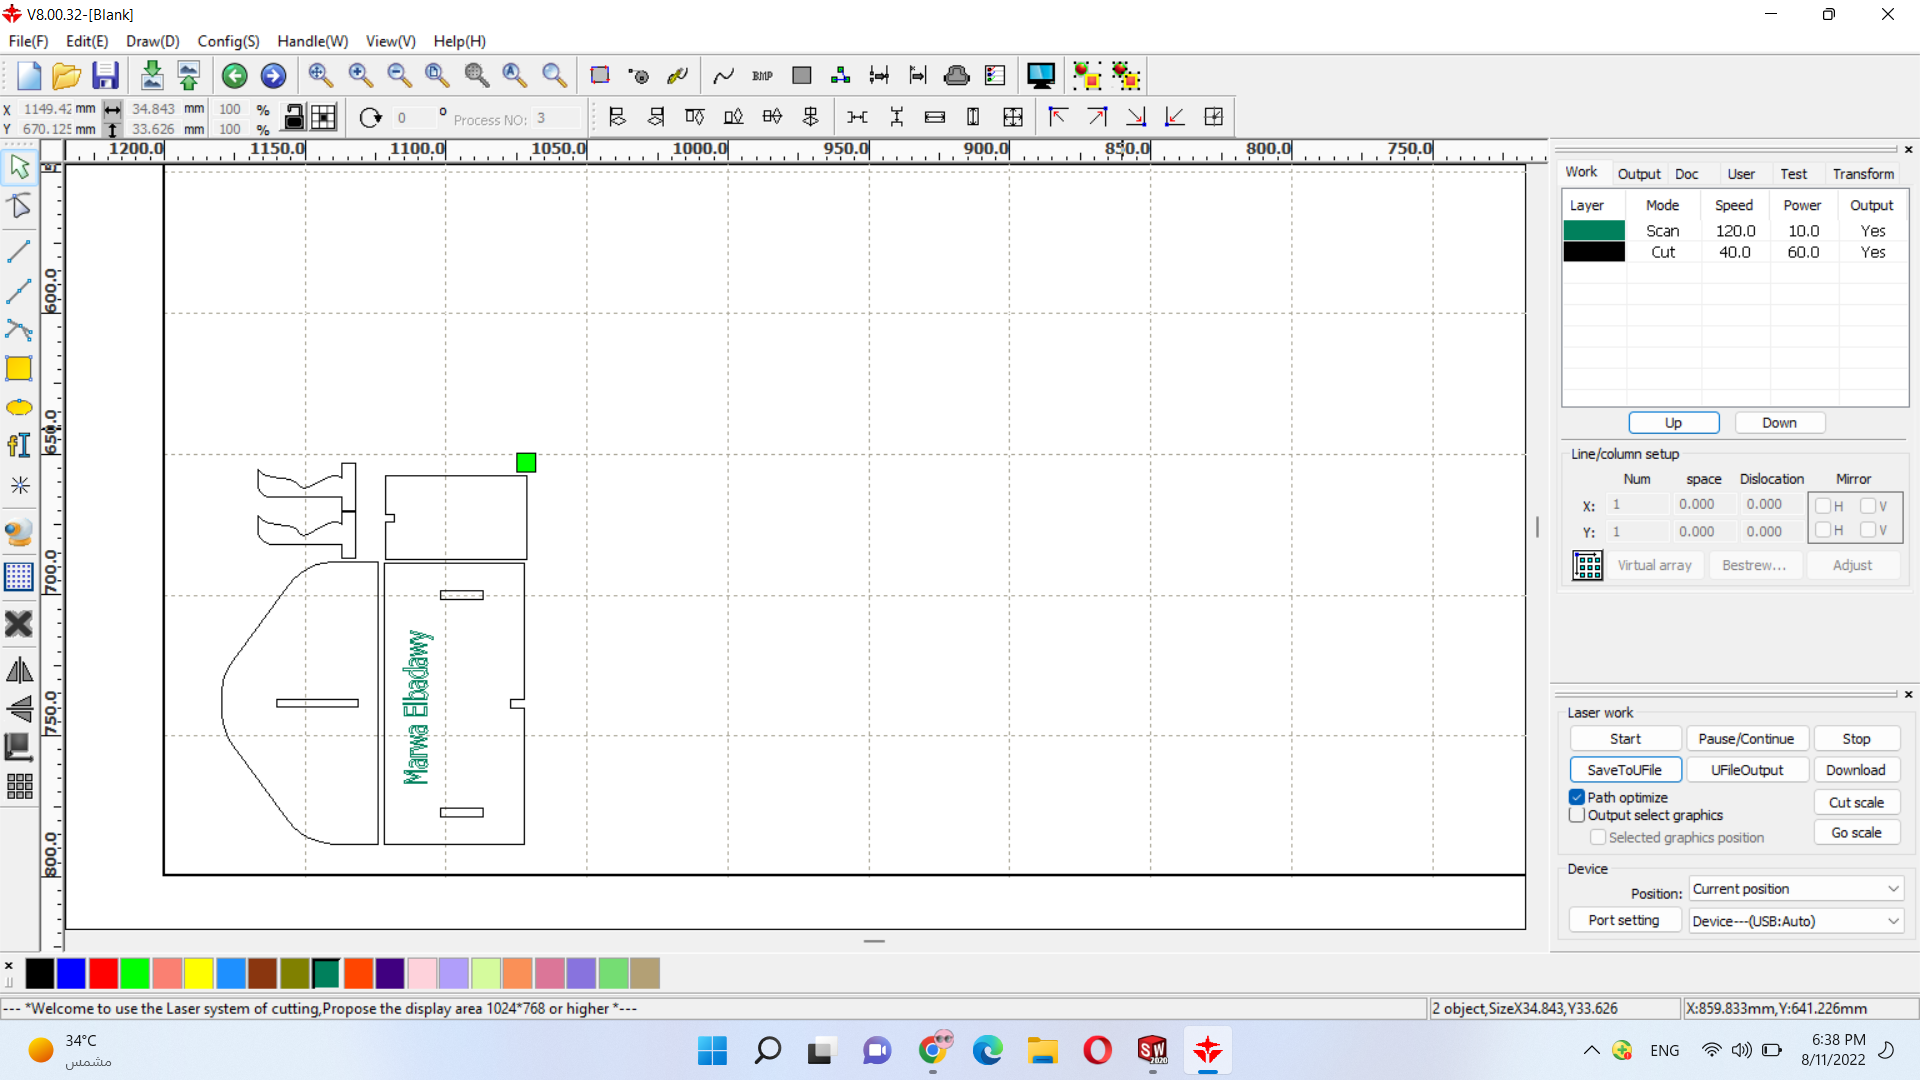 V8.00.32-[Blank]
File(F) Edit(E) Draw(D) Config(S) Handle(W) View(V) Help(H)
BMP
X 1149.42 mm 34.843 mm 100 %
Y 670.125 mm 33.626 mm 100 %
0 ° Process NO: 3
1200.0 1150.0 1100.0 1050.0 1000.0 950.0 900.0 850.0 800.0 750.0
600.0
650.0
700.0
750.0
800.0
Marwa Elbadawy
Work Output Doc User Test Transform
Layer Mode Speed Power Output
Scan 120.0 10.0 Yes
Cut 40.0 60.0 Yes
Up Down
Line/column setup
Num space Dislocation Mirror
X: 1 0.000 0.000 H V
Y: 1 0.000 0.000 H V
Virtual array Bestrew... Adjust
Laser work
Start Pause/Continue Stop
SaveToUFile UFileOutput Download
Path optimize Cut scale
Output select graphics
Selected graphics position Go scale
Device
Position: Current position
Port setting Device---(USB:Auto)
--- *Welcome to use the Laser system of cutting,Propose the display area 1024*768 or higher *---
2 object,SizeX34.843,Y33.626 X:859.833mm,Y:641.226mm
34°C
مشمس
SW
2020
ENG
6:38 PM
8/11/2022